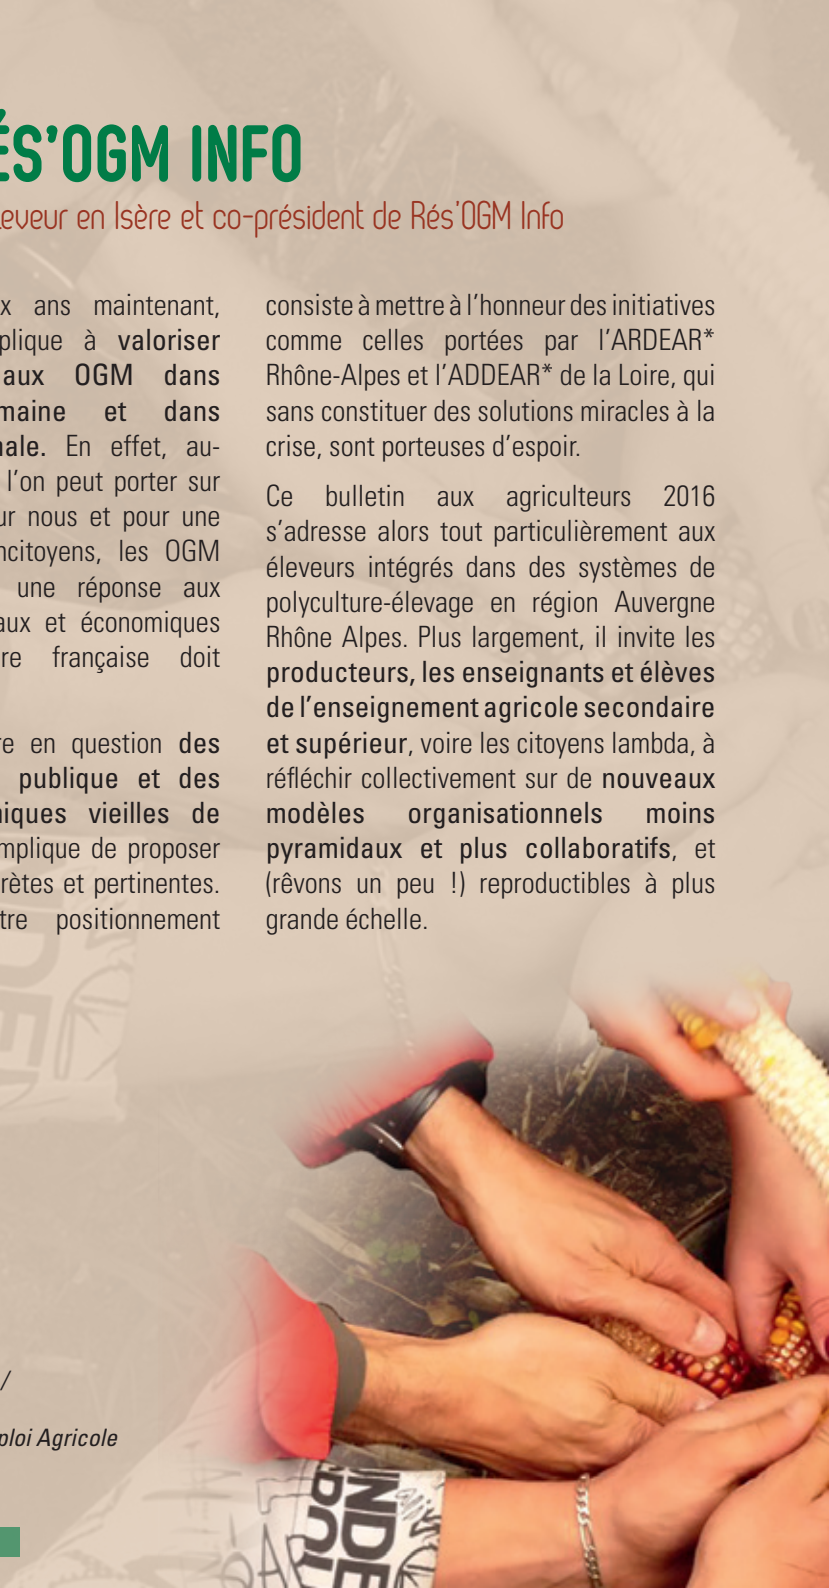 ÉS'OGM INFO
eveur en Isère et co-président de Rés'OGM Info
x ans maintenant,
plique à valoriser
aux OGM dans
maine et dans
nale. En effet, au-
l'on peut porter sur
ur nous et pour une
ncitoyens, les OGM
une réponse aux
aux et économiques
re française doit
re en question des
publique et des
niques vieilles de
mplique de proposer
rètes et pertinentes.
tre positionnement
consiste à mettre à l'honneur des initiatives
comme celles portées par l'ARDEAR*
Rhône-Alpes et l'ADDEAR* de la Loire, qui
sans constituer des solutions miracles à la
crise, sont porteuses d'espoir.
Ce bulletin aux agriculteurs 2016
s'adresse alors tout particulièrement aux
éleveurs intégrés dans des systèmes de
polyculture-élevage en région Auvergne
Rhône Alpes. Plus largement, il invite les
producteurs, les enseignants et élèves
de l'enseignement agricole secondaire
et supérieur, voire les citoyens lambda, à
réfléchir collectivement sur de nouveaux
modèles organisationnels moins
pyramidaux et plus collaboratifs, et
(rêvons un peu !) reproductibles à plus
grande échelle.
/
ploi Agricole